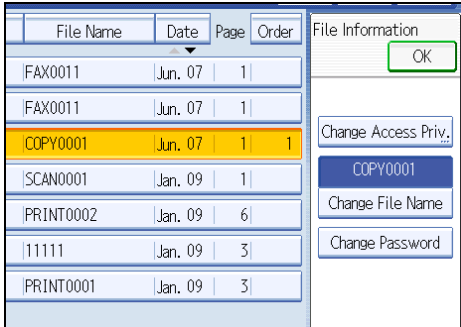 File Name Date Page Order
FAX0011 Jun. 07 1
FAX0011 Jun. 07 1
COPY0001 Jun. 07 1 1
SCAN0001 Jan. 09 1
PRINT0002 Jan. 09 6
11111 Jan. 09 3
PRINT0001 Jan. 09 3
File Information
OK
Change Access Priv.
COPY0001
Change File Name
Change Password